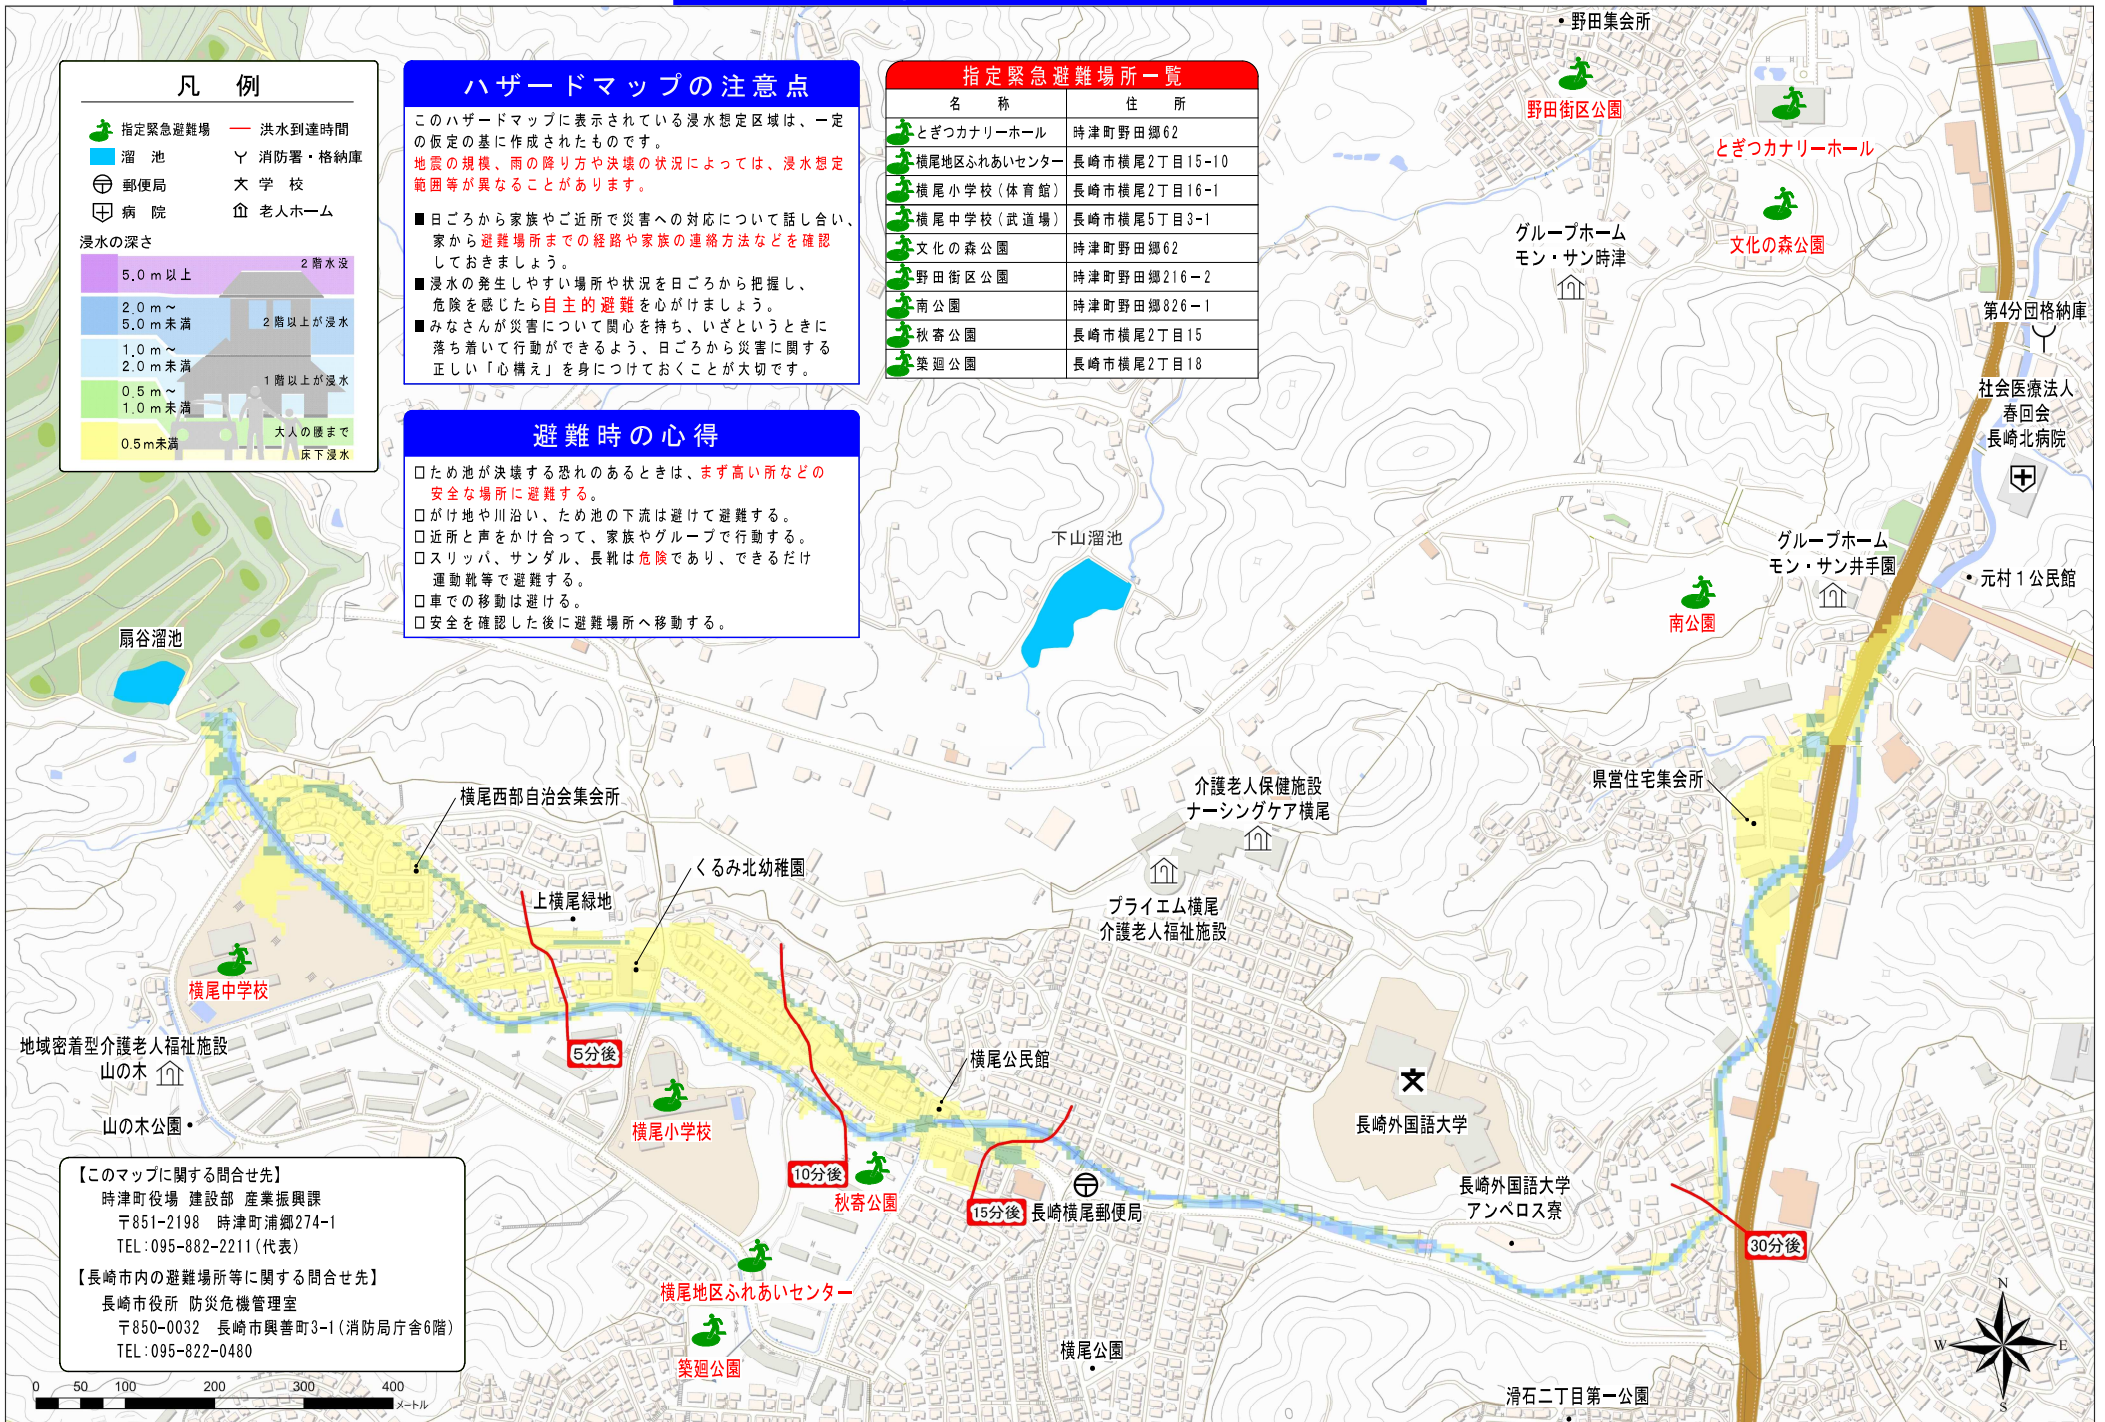 凡 例
指定緊急避難場
洪水到達時間
溜 池
消防署・格納庫
郵便局
学 校
病 院
老人ホーム
浸水の深さ
5.0ｍ以上
2階水没
2.0ｍ～
5.0ｍ未満
2階以上が浸水
1.0ｍ～
2.0ｍ未満
1階以上が浸水
0.5ｍ～
1.0ｍ未満
大人の腰まで
0.5ｍ未満
床下浸水
ハザードマップの注意点
このハザードマップに表示されている浸水想定区域は、一定
の仮定の基に作成されたものです。
地震の規模、雨の降り方や決壊の状況によっては、浸水想定
範囲等が異なることがあります。
■日ごろから家族やご近所で災害への対応について話し合い、
家から避難場所までの経路や家族の連絡方法などを確認
しておきましょう。
■浸水の発生しやすい場所や状況を日ごろから把握し、
危険を感じたら自主的避難を心がけましょう。
■みなさんが災害について関心を持ち、いざというときに
落ち着いて行動ができるよう、日ごろから災害に関する
正しい「心構え」を身につけておくことが大切です。
避難時の心得
□ため池が決壊する恐れのあるときは、まず高い所などの
安全な場所に避難する。
□がけ地や川沿い、ため池の下流は避けて避難する。
□近所と声をかけ合って、家族やグループで行動する。
□スリッパ、サンダル、長靴は危険であり、できるだけ
運動靴等で避難する。
□車での移動は避ける。
□安全を確認した後に避難場所へ移動する。
指定緊急避難場所一覧
名 称 住 所
とぎつカナリーホール 時津町野田郷62
横尾地区ふれあいセンター 長崎市横尾2丁目15-10
横尾小学校(体育館) 長崎市横尾2丁目16-1
横尾中学校(武道場) 長崎市横尾5丁目3-1
文化の森公園 時津町野田郷62
野田街区公園 時津町野田郷216－2
南公園 時津町野田郷826－1
秋寄公園 長崎市横尾2丁目15
築廻公園 長崎市横尾2丁目18
野田集会所
野田街区公園
とぎつカナリーホール
文化の森公園
グループホーム
モン・サン時津
第4分団格納庫
社会医療法人
春回会
長崎北病院
下山溜池
グループホーム
モン・サン井手園
元村1公民館
南公園
扇谷溜池
県営住宅集会所
横尾西部自治会集会所
介護老人保健施設
ナーシングケア横尾
くるみ北幼稚園
上横尾緑地
プライエム横尾
介護老人福祉施設
横尾中学校
地域密着型介護老人福祉施設
山の木
5分後
横尾公民館
山の木公園
横尾小学校
長崎外国語大学
10分後
秋寄公園
15分後
長崎横尾郵便局
長崎外国語大学
アンペロス寮
30分後
横尾地区ふれあいセンター
築廻公園
横尾公園
滑石二丁目第一公園
【このマップに関する問合せ先】
時津町役場 建設部 産業振興課
〒851-2198 時津町浦郷274-1
TEL:095-882-2211(代表)
【長崎市内の避難場所等に関する問合せ先】
長崎市役所 防災危機管理室
〒850-0032 長崎市興善町3-1(消防局庁舎6階)
TEL:095-822-0480
0 50 100 200 300 400
メートル
N
W E
S